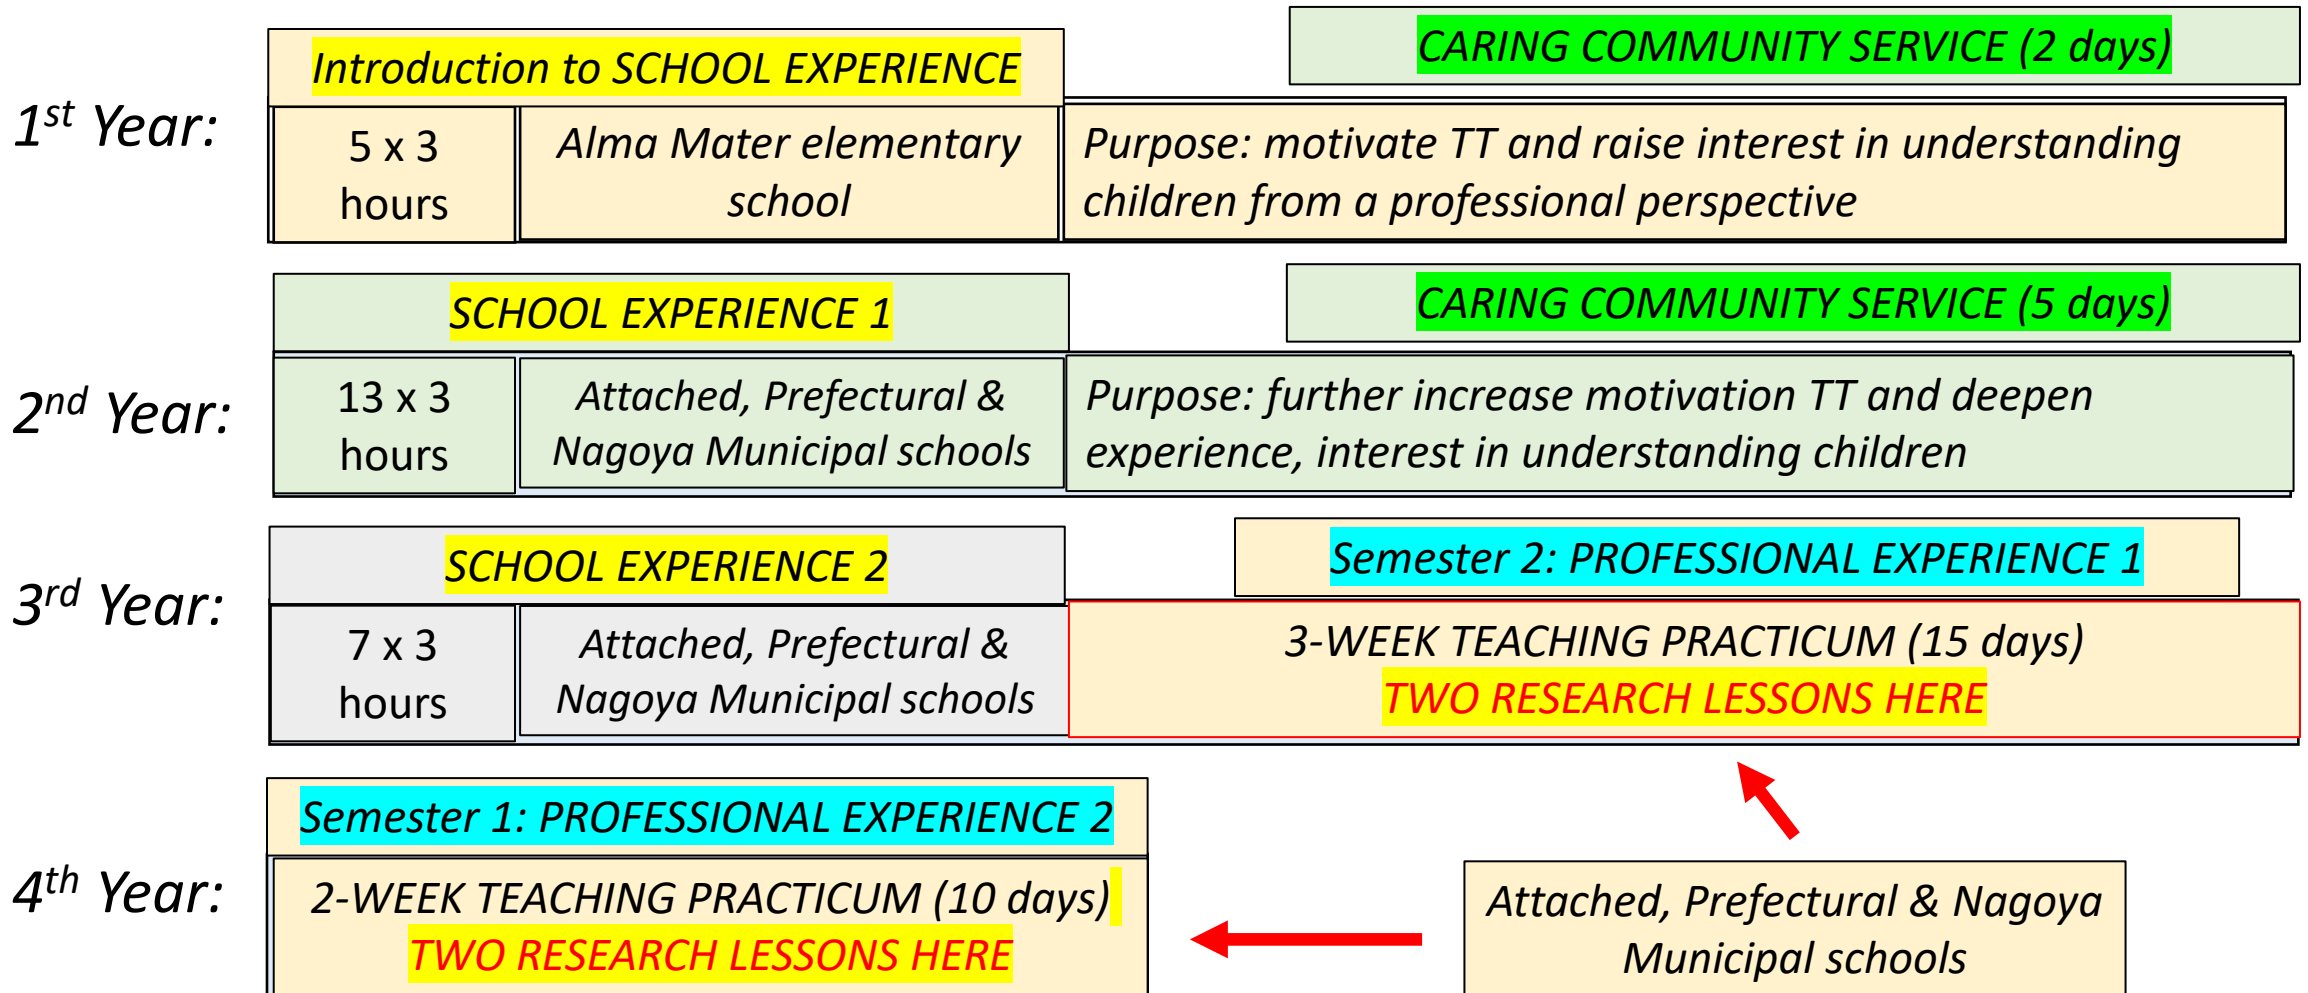 Introduction to SCHOOL EXPERIENCE
CARING COMMUNITY SERVICE (2 days)
1st Year:
5 x 3
hours
Alma Mater elementary
school
Purpose: motivate TT and raise interest in understanding
children from a professional perspective
SCHOOL EXPERIENCE 1
CARING COMMUNITY SERVICE (5 days)
2nd Year:
13 x 3
hours
Attached, Prefectural &
Nagoya Municipal schools
Purpose: further increase motivation TT and deepen
experience, interest in understanding children
SCHOOL EXPERIENCE 2
Semester 2: PROFESSIONAL EXPERIENCE 1
3rd Year:
7 x 3
hours
Attached, Prefectural &
Nagoya Municipal schools
3-WEEK TEACHING PRACTICUM (15 days)
TWO RESEARCH LESSONS HERE
Semester 1: PROFESSIONAL EXPERIENCE 2
4th Year:
2-WEEK TEACHING PRACTICUM (10 days)
TWO RESEARCH LESSONS HERE
Attached, Prefectural & Nagoya
Municipal schools